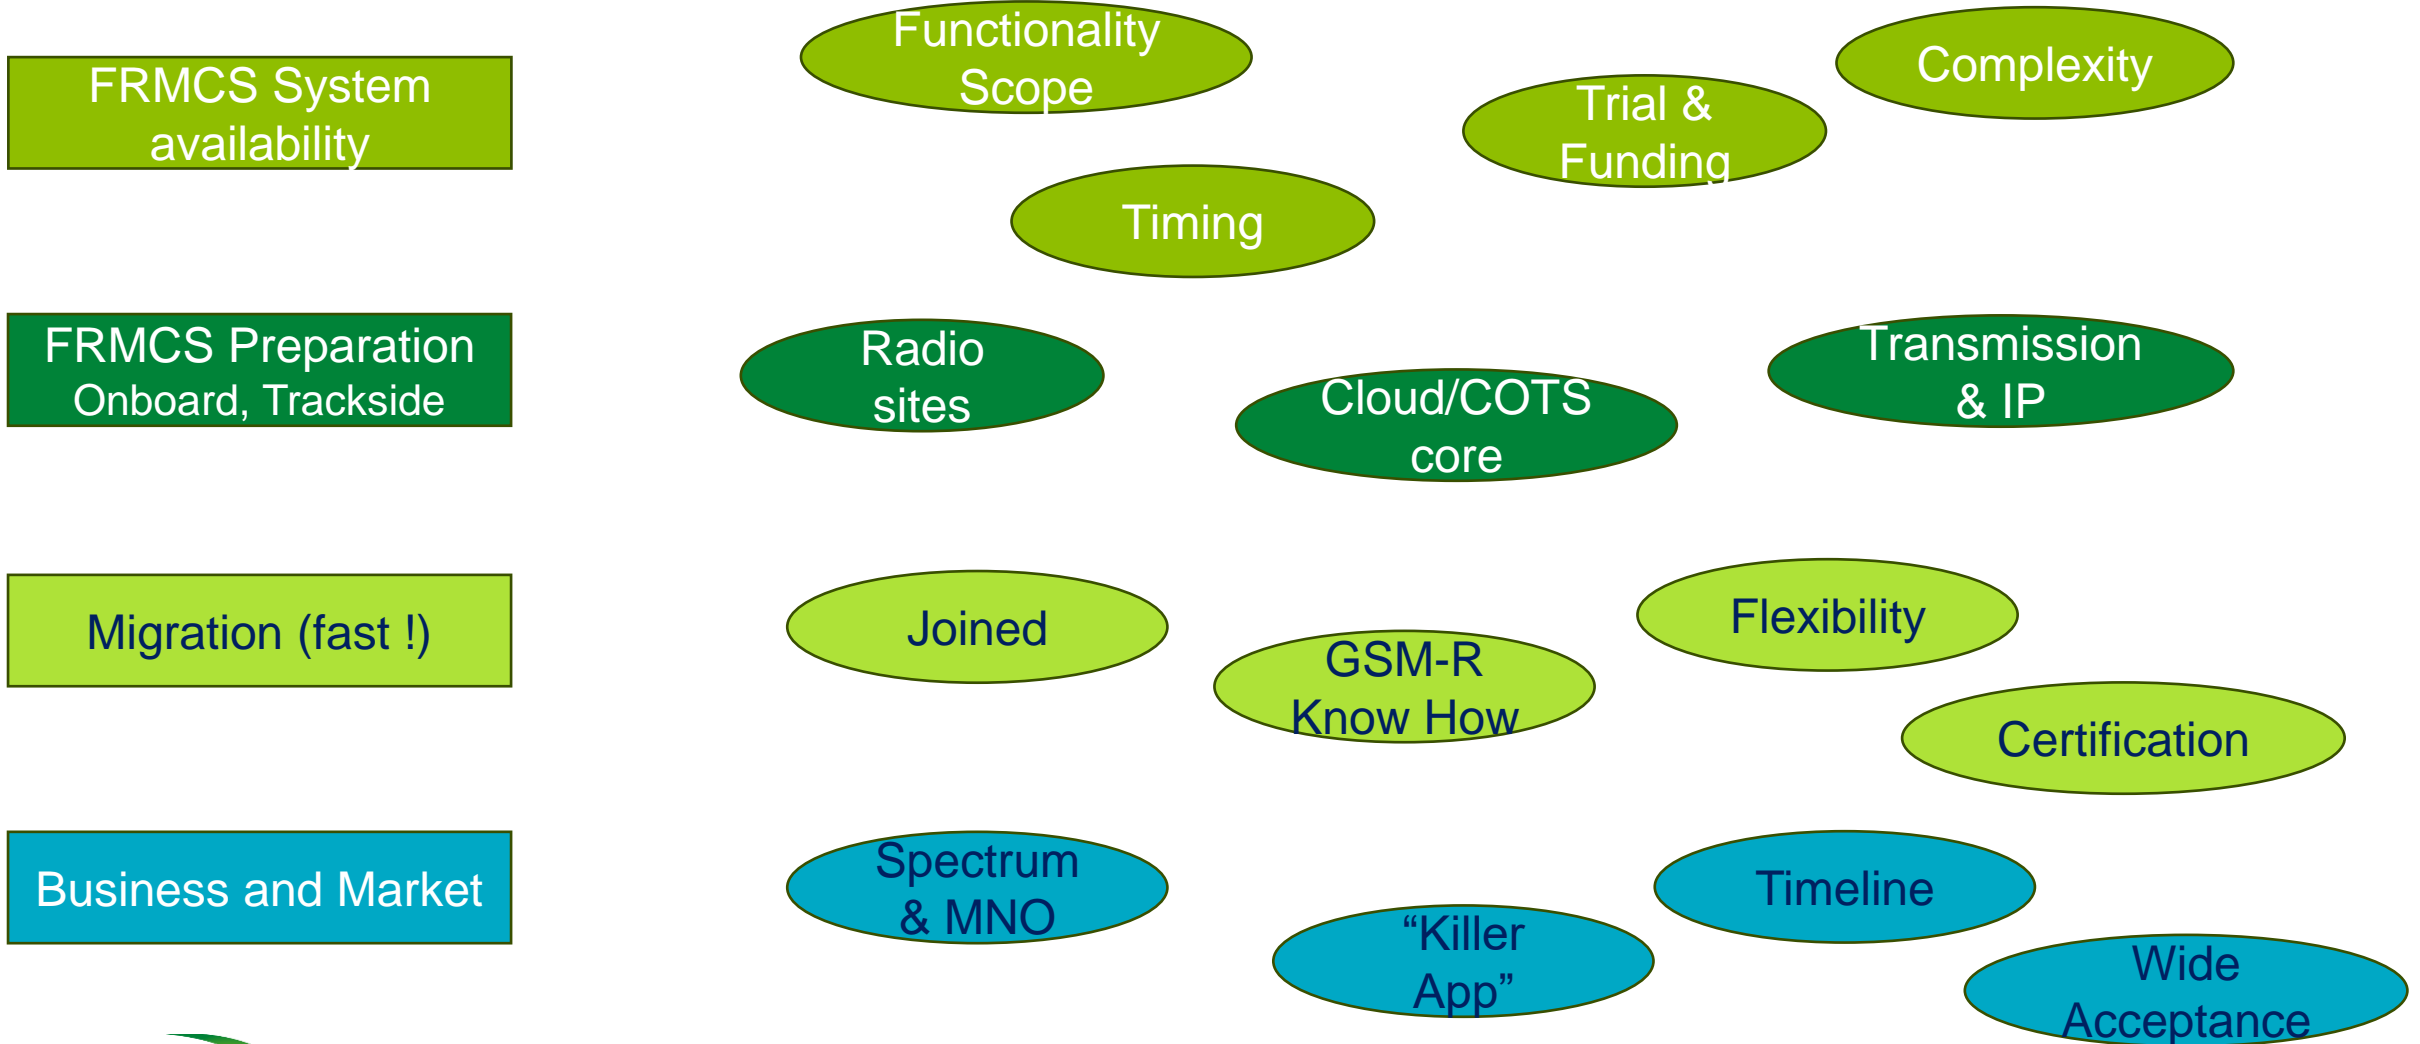 FRMCS System
availability
Functionality
Scope
Timing
Trial &
Funding
Complexity
FRMCS Preparation
Onboard, Trackside
Radio
sites
Cloud/COTS
core
Transmission
& IP
Migration (fast !)
Joined
GSM-R
Know How
Flexibility
Certification
Business and Market
Spectrum
& MNO
“Killer
App”
Timeline
Wide
Acceptance